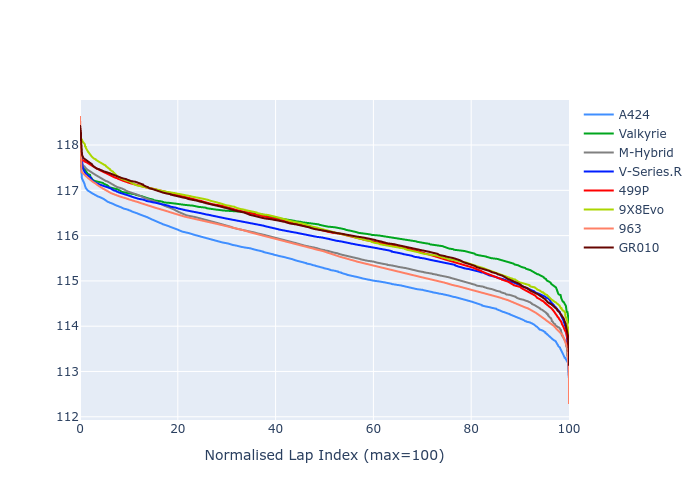 118
117
116
115
114
113
112
0 20 40 60 80 100
Normalised Lap Index (max=100)
A424
Valkyrie
M-Hybrid
V-Series.R
499P
9X8Evo
963
GR010